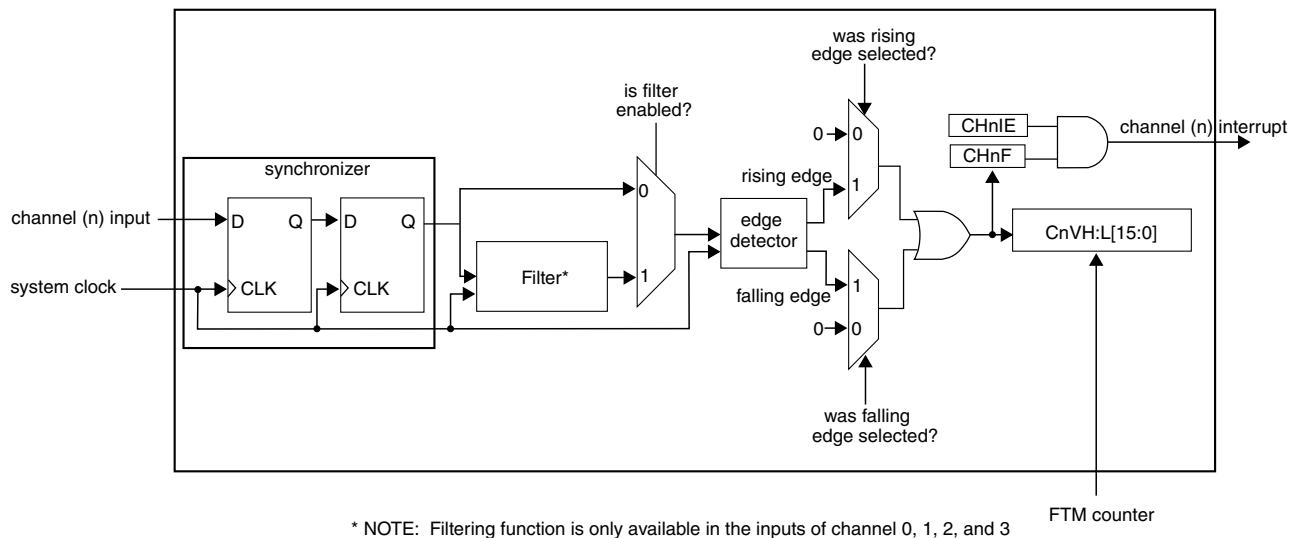 was rising
edge selected?
is filter
enabled?
0
0
CHnIE
channel (n) interrupt
CHnF
synchronizer
0
rising edge
1
channel (n) input
D
Q
D
Q
edge
detector
CnVH:L[15:0]
Filter*
1
system clock
CLK
CLK
falling edge
1
0
0
was falling
edge selected?
FTM counter
* NOTE: Filtering function is only available in the inputs of channel 0, 1, 2, and 3